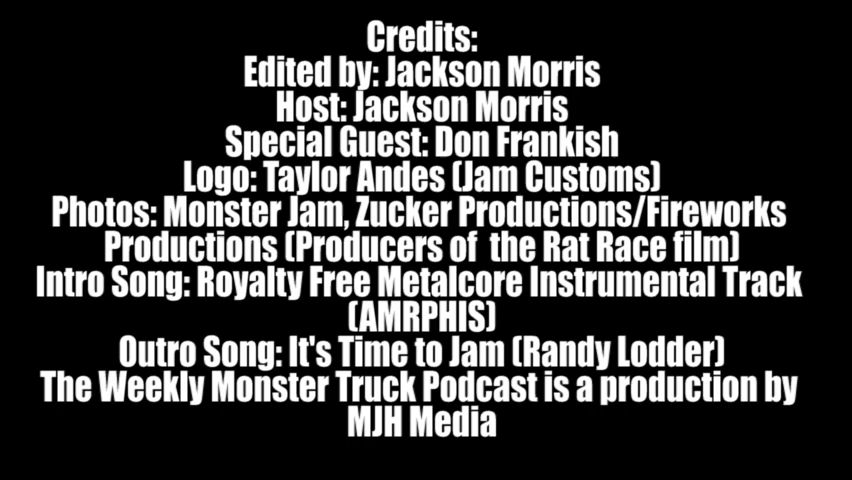 Credits:
Edited by: Jackson Morris
Host: Jackson Morris
Special Guest: Don Frankish
Logo: Taylor Andes (Jam Customs)
Photos: Monster Jam, Zucker Productions/Fireworks
Productions (Producers of the Rat Race film)
Intro Song: Royalty Free Metalcore Instrumental Track
(AMRPHIS)
Outro Song: It's Time to Jam (Randy Lodder)
The Weekly Monster Truck Podcast is a production by
MJH Media